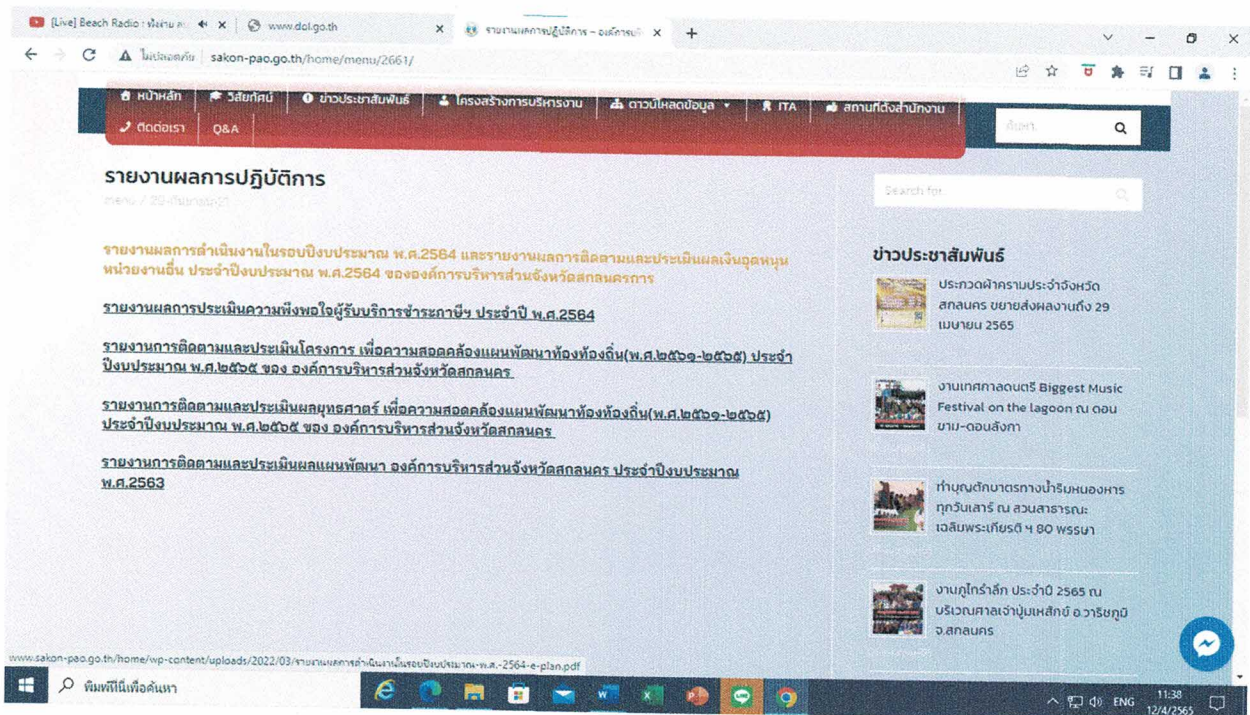 [Live] Beach Radio :
www.dol.go.th
รายงานผลการปฏิบัติการ – องค์การบริ
ไม่ปลอดภัย
sakon-pao.go.th/home/menu/2661/
หน้าหลัก
วิสัยทัศน์
ข่าวประชาสัมพันธ์
โครงสร้างการบริหารงาน
ดาวน์โหลดข้อมูล
ITA
สถานที่ตั้งสำนักงาน
ติดต่อเรา
Q&A
ค้นหา
รายงานผลการปฏิบัติการ
menu /
รายงานผลการดำเนินงานในรอบปีงบประมาณ พ.ศ.2564 และรายงานผลการติดตามและประเมินผลเงินอุดหนุน
หน่วยงานอื่น ประจำปีงบประมาณ พ.ศ.2564 ขององค์การบริหารส่วนจังหวัดสกลนครการ
รายงานผลการประเมินความพึงพอใจผู้รับบริการชำระภาษีฯ ประจำปี พ.ศ.2564
รายงานการติดตามและประเมินโครงการ เพื่อความสอดคล้องแผนพัฒนาท้องท้องถิ่น(พ.ศ.๒๕๖๑-๒๕๖๕) ประจำ
ปีงบประมาณ พ.ศ.๒๕๖๕ ของ องค์การบริหารส่วนจังหวัดสกลนคร
รายงานการติดตามและประเมินผลยุทธศาตร์ เพื่อความสอดคล้องแผนพัฒนาท้องท้องถิ่น(พ.ศ.๒๕๖๑-๒๕๖๕)
ประจำปีงบประมาณ พ.ศ.๒๕๖๕ ของ องค์การบริหารส่วนจังหวัดสกลนคร
รายงานการติดตามและประเมินผลแผนพัฒนา องค์การบริหารส่วนจังหวัดสกลนคร ประจำปีงบประมาณ
พ.ศ.2563
Search for..
ข่าวประชาสัมพันธ์
ประกวดผ้าครามประจำจังหวัด
สกลนคร ขยายส่งผลงานถึง 29
เมษายน 2565
งานเทศกาลดนตรี Biggest Music
Festival on the lagoon ณ ดอน
ขาม-ดอนลังกา
ทำบุญตักบาตรทางน้ำริมหนองหาร
ทุกวันเสาร์ ณ สวนสาธารณะ
เฉลิมพระเกียรติ ฯ 80 พรรษา
งานภูไทรำลึก ประจำปี 2565 ณ
บริเวณศาลเจ้าปู่มเหสักข์ อ.วาริชภูมิ
จ.สกลนคร
www.sakon-pao.go.th/home/wp-content/uploads/2022/03/รายงานผลการดำเนินงานในรอบปีงบประมาณ-พ.ศ.-2564-e-plan.pdf
พิมพ์ที่นี่เพื่อค้นหา
ENG
11:38
12/4/2565